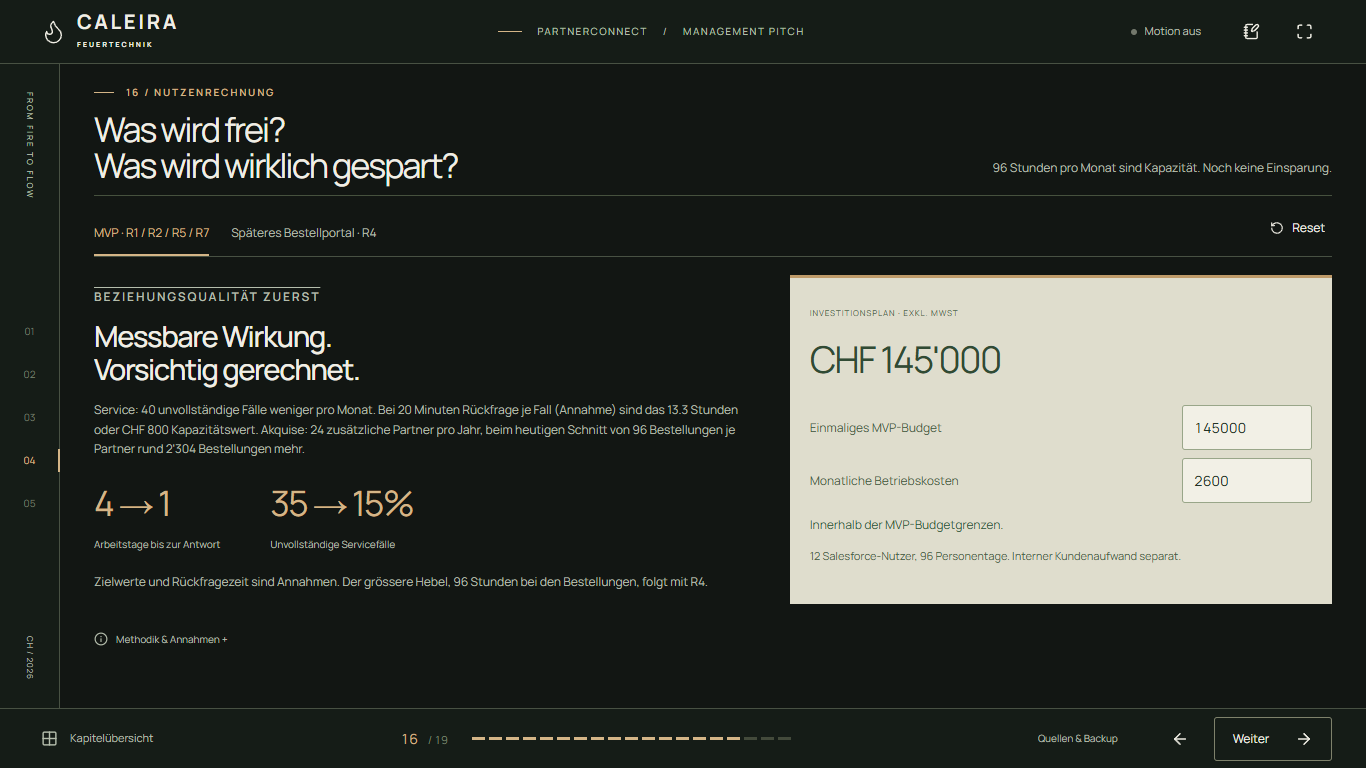 CALEIRA
FEUERTECHNIK
PARTNERCONNECT / MANAGEMENT PITCH
Motion aus
FROM FIRE TO FLOW
16 / NUTZENRECHNUNG
Was wird frei?
Was wird wirklich gespart?
96 Stunden pro Monat sind Kapazität. Noch keine Einsparung.
MVP · R1 / R2 / R5 / R7
Späteres Bestellportal · R4
Reset
01
02
03
04
05
BEZIEHUNGSQUALITÄT ZUERST
Messbare Wirkung.
Vorsichtig gerechnet.
Service: 40 unvollständige Fälle weniger pro Monat. Bei 20 Minuten Rückfrage je Fall (Annahme) sind das 13.3 Stunden
oder CHF 800 Kapazitätswert. Akquise: 24 zusätzliche Partner pro Jahr, beim heutigen Schnitt von 96 Bestellungen je
Partner rund 2'304 Bestellungen mehr.
4→1
Arbeitstage bis zur Antwort
35→15%
Unvollständige Servicefälle
Zielwerte und Rückfragezeit sind Annahmen. Der grössere Hebel, 96 Stunden bei den Bestellungen, folgt mit R4.
Methodik & Annahmen +
INVESTITIONSPLAN · EXKL. MWST
CHF 145'000
Einmaliges MVP-Budget
145000
Monatliche Betriebskosten
2600
Innerhalb der MVP-Budgetgrenzen.
12 Salesforce-Nutzer, 96 Personentage. Interner Kundenaufwand separat.
CH / 2026
Kapitelübersicht
16 / 19
Quellen & Backup
Weiter